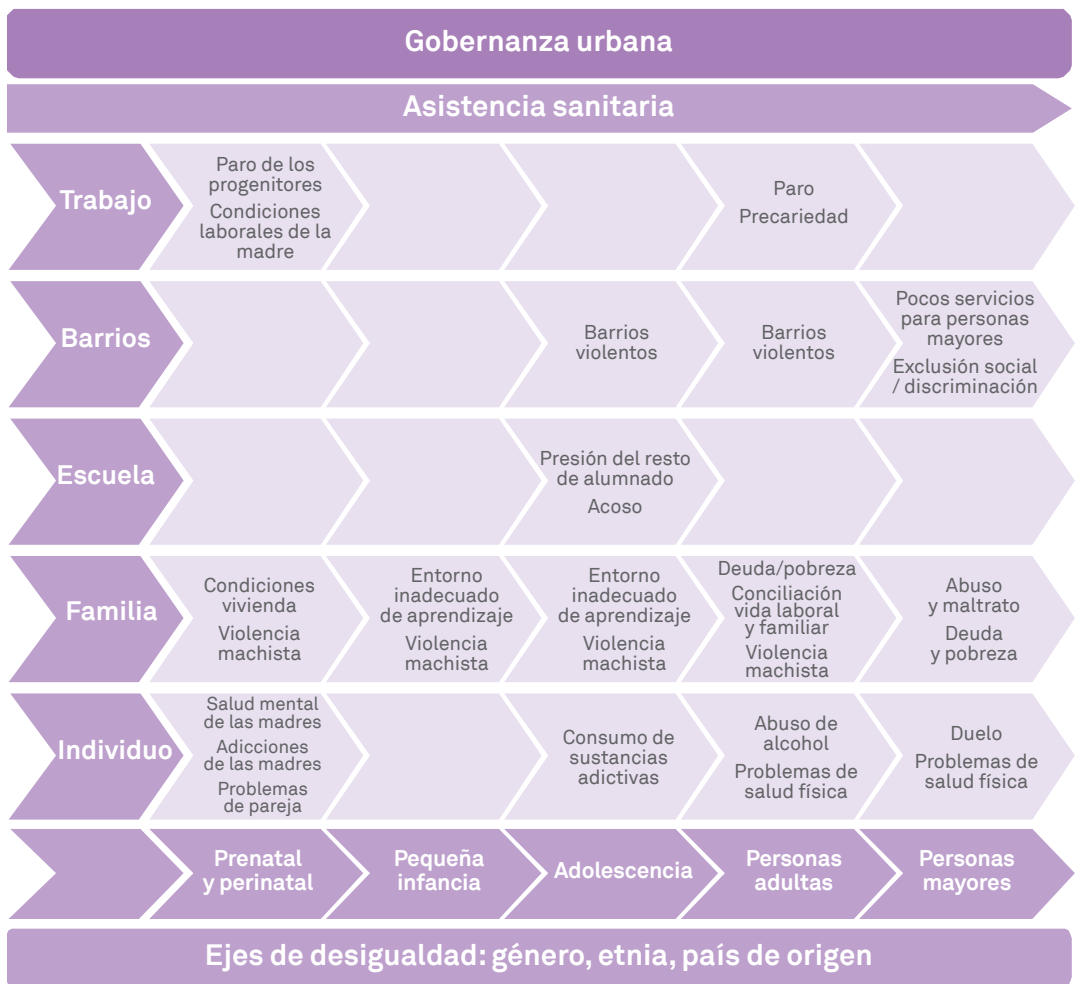 Gobernanza urbana
Asistencia sanitaria
Trabajo
Paro de los
progenitores
Condiciones
laborales de la
madre
Paro
Precariedad
Barrios
Barrios
violentos
Barrios
violentos
Pocos servicios
para personas
mayores
Exclusión social
/ discriminación
Escuela
Presión del resto
de alumnado
Acoso
Familia
Condiciones
vivienda
Violencia
machista
Entorno
inadecuado
de aprendizaje
Violencia
machista
Entorno
inadecuado
de aprendizaje
Violencia
machista
Deuda/pobreza
Conciliación
vida laboral
y familiar
Violencia
machista
Abuso
y maltrato
Deuda
y pobreza
Individuo
Salud mental
de las madres
Adicciones
de las madres
Problemas
de pareja
Consumo de
sustancias
adictivas
Abuso de
alcohol
Problemas de
salud física
Duelo
Problemas de
salud física
Prenatal
y perinatal
Pequeña
infancia
Adolescencia
Personas
adultas
Personas
mayores
Ejes de desigualdad: género, etnia, país de origen